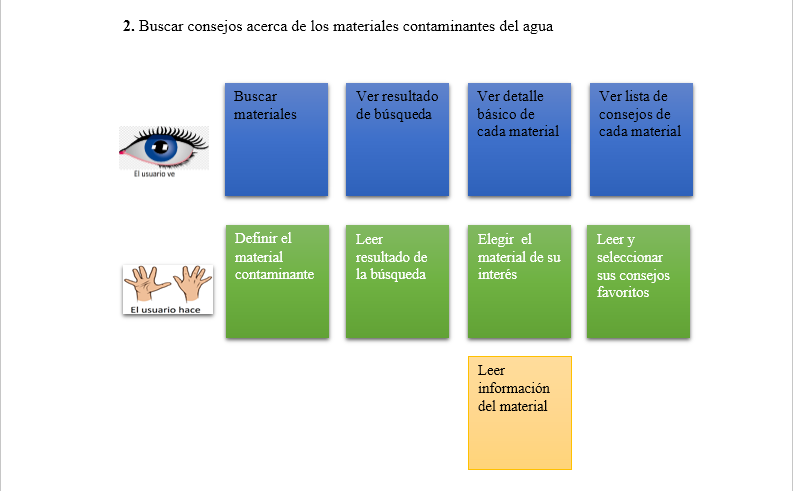 2. Buscar consejos acerca de los materiales contaminantes del agua
Buscar
materiales
Ver resultado
de búsqueda
Ver detalle
básico de
cada material
Ver lista de
consejos de
cada material
El usuario ve
Definir el
material
contaminante
Leer
resultado de
la búsqueda
Elegir el
material de su
interés
Leer y
seleccionar
sus consejos
favoritos
El usuario hace
Leer
información
del material